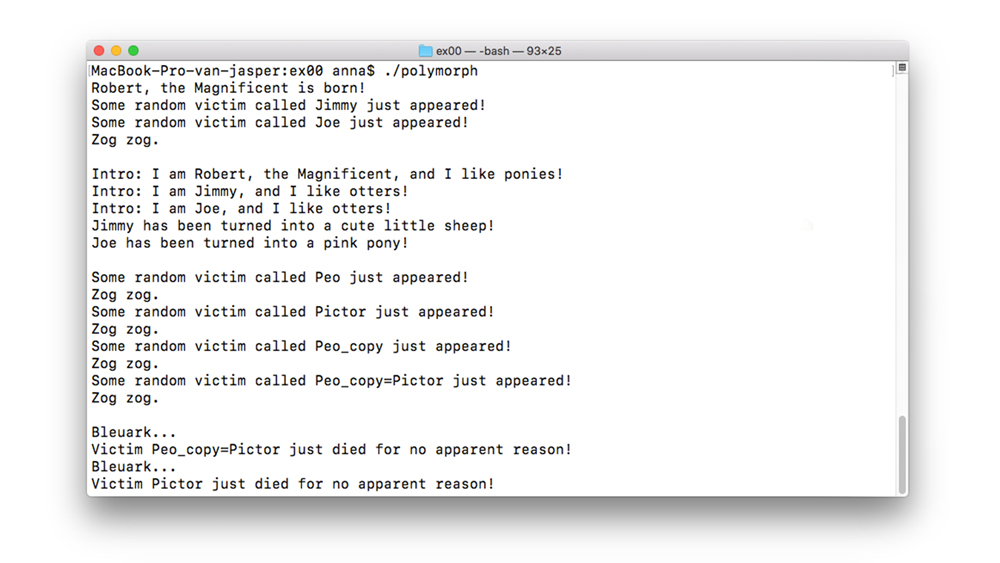 ex00 — -bash — 93×25
[MacBook-Pro-van-jasper:ex00 anna$ ./polymorph ]
Robert, the Magnificent is born!
Some random victim called Jimmy just appeared!
Some random victim called Joe just appeared!
Zog zog.
Intro: I am Robert, the Magnificent, and I like ponies!
Intro: I am Jimmy, and I like otters!
Intro: I am Joe, and I like otters!
Jimmy has been turned into a cute little sheep!
Joe has been turned into a pink pony!
Some random victim called Peo just appeared!
Zog zog.
Some random victim called Pictor just appeared!
Zog zog.
Some random victim called Peo_copy just appeared!
Zog zog.
Some random victim called Peo_copy=Pictor just appeared!
Zog zog.
Bleuark...
Victim Peo_copy=Pictor just died for no apparent reason!
Bleuark...
Victim Pictor just died for no apparent reason!